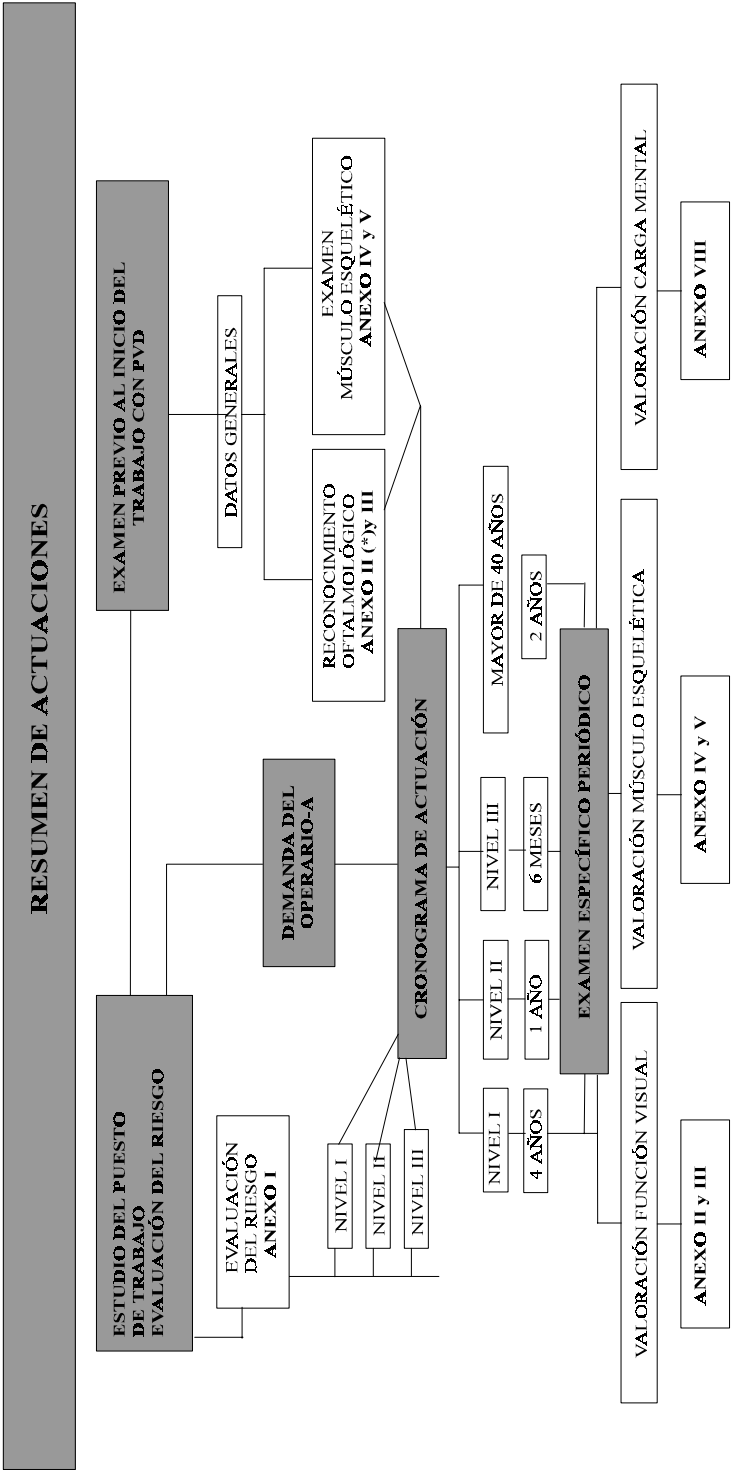 RESUMEN DE ACTUACIONES
ESTUDIO DEL PUESTO
DE TRABAJO
EVALUACIÓN DEL RIESGO
EXAMEN PREVIO AL INICIO DEL
TRABAJO CON PVD
EVALUACIÓN
DEL RIESGO
ANEXO I
DATOS GENERALES
DEMANDA DEL
OPERARIO-A
RECONOCIMIENTO
OFTALMOLÓGICO
ANEXO II (*)y III
EXAMEN
MÚSCULO ESQUELÉTICO
ANEXO IV y V
NIVEL I
NIVEL II
NIVEL III
CRONOGRAMA DE ACTUACIÓN
NIVEL I
NIVEL II
NIVEL III
MAYOR DE 40 AÑOS
4 AÑOS
1 AÑO
6 MESES
2 AÑOS
EXAMEN ESPECÍFICO PERIÓDICO
VALORACIÓN FUNCIÓN VISUAL
VALORACIÓN MÚSCULO ESQUELÉTICA
VALORACIÓN CARGA MENTAL
ANEXO II y III
ANEXO IV y V
ANEXO VIII